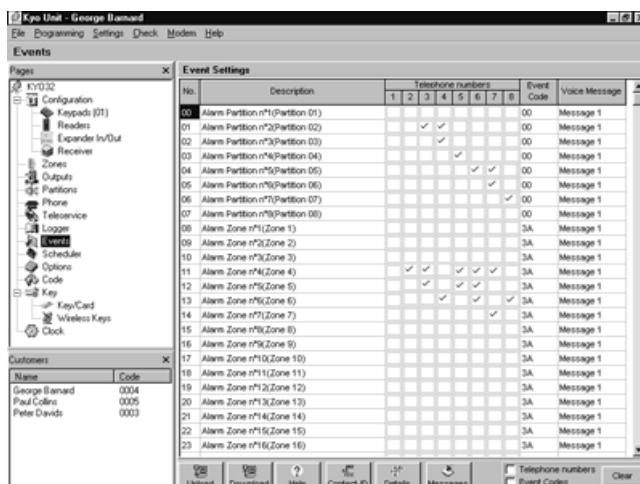 Kyo Unit - George Barnard
File Programming Settings Check Modem Help
Events
Pages
KYO32
Configuration
Keypads (01)
Readers
Expander In/Out
Receiver
Zones
Outputs
Partitions
Phone
Teleservice
Logger
Events
Scheduler
Options
Code
Key
Key/Card
Wireless Keys
Clock
Customers
Name Code
George Barnard 0004
Paul Collins 0005
Peter Davids 0003
Event Settings
No. Description Telephone numbers Event Code Voice Message
1 2 3 4 5 6 7 8
00 Alarm Partition n°1(Partition 01) 00 Message 1
01 Alarm Partition n°2(Partition 02) 00 Message 1
02 Alarm Partition n°2(Partition 03) 00 Message 1
03 Alarm Partition n°3(Partition 04) 00 Message 1
04 Alarm Partition n°5(Partition 05) 00 Message 1
05 Alarm Partition n°6(Partition 06) 00 Message 1
06 Alarm Partition n°7(Partition 07) 00 Message 1
07 Alarm Partition n°8(Partition 08) 00 Message 1
08 Alarm Zone n°1(Zone 1) 3A Message 1
09 Alarm Zone n°2(Zone 2) 3A Message 1
10 Alarm Zone n°3(Zone 3) 3A Message 1
11 Alarm Zone n°4(Zone 4) 3A Message 1
12 Alarm Zone n°5(Zone 5) 3A Message 1
13 Alarm Zone n°6(Zone 6) 3A Message 1
14 Alarm Zone n°7(Zone 7) 3A Message 1
15 Alarm Zone n°8(Zone 8) 3A Message 1
16 Alarm Zone n°9(Zone 9) 3A Message 1
17 Alarm Zone n°10(Zone 10) 3A Message 1
18 Alarm Zone n°11(Zone 11) 3A Message 1
19 Alarm Zone n°12(Zone 12) 3A Message 1
20 Alarm Zone n°13(Zone 13) 3A Message 1
21 Alarm Zone n°14(Zone 14) 3A Message 1
22 Alarm Zone n°15(Zone 15) 3A Message 1
23 Alarm Zone n°16(Zone 16) 3A Message 1
Upload Download Help Contact-ID Details Messages
Telephone numbers
Event Codes
Clear